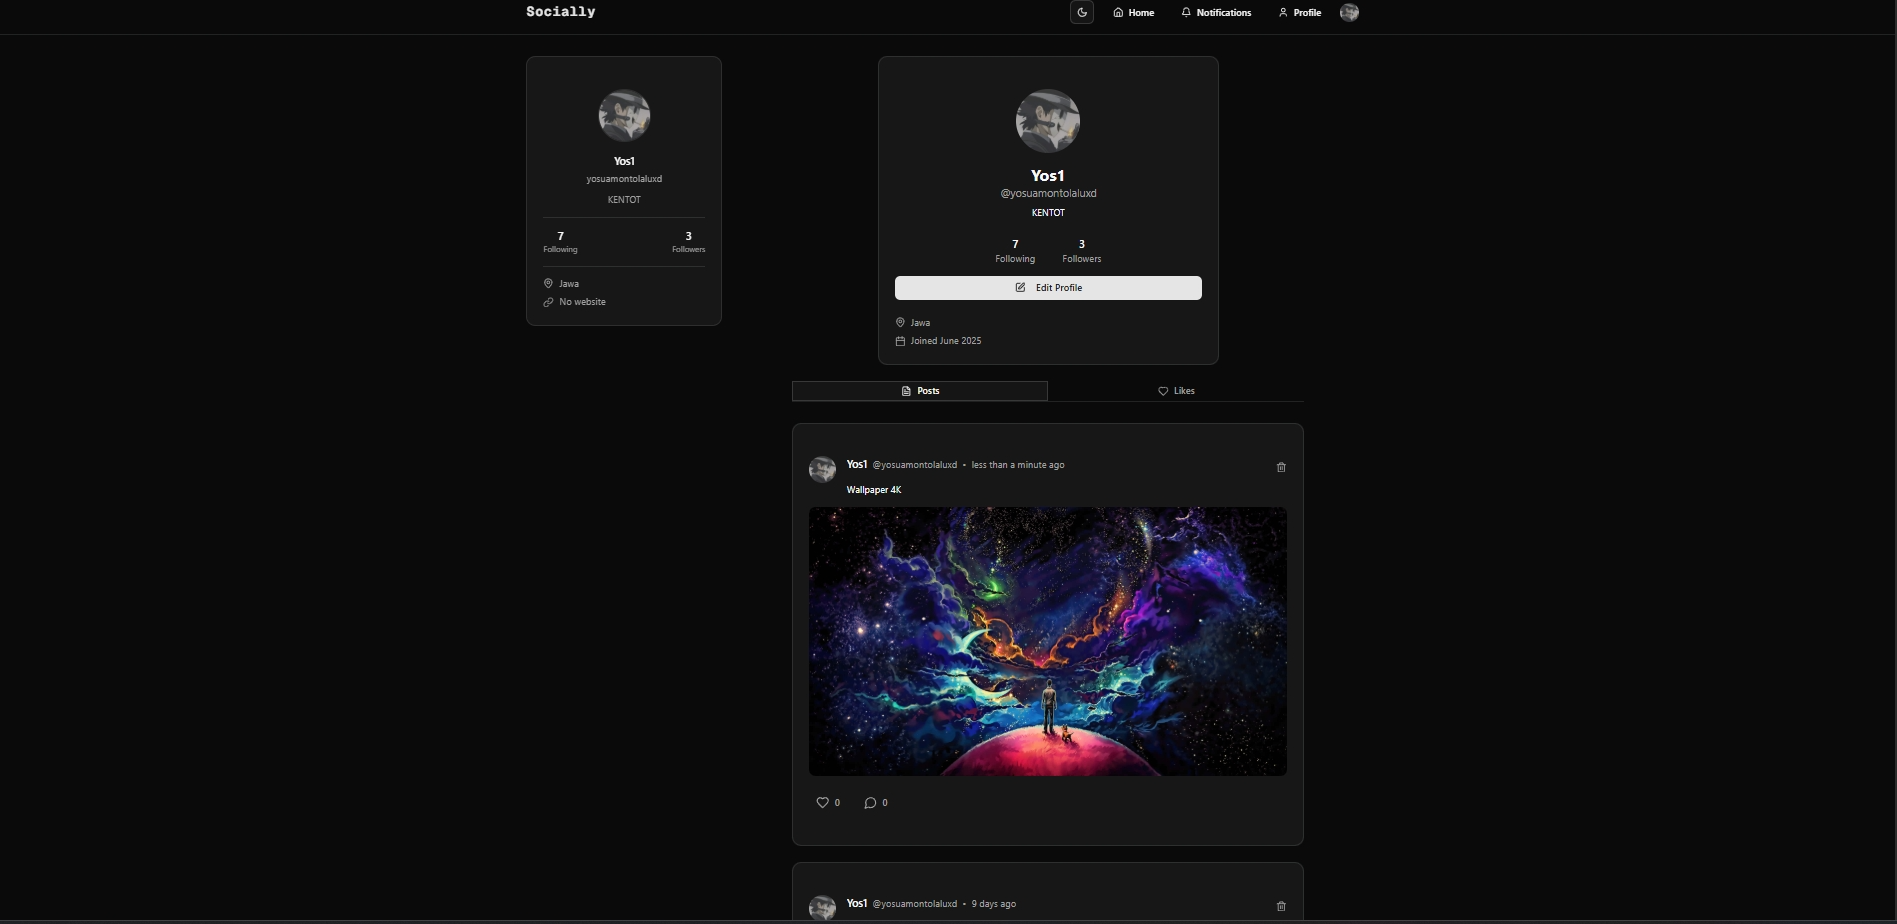 Socially
Home
Notifications
Profile
Yos1
yosuamontolaluxd
KENTOT
7 3
Following Followers
Jawa
No website
Yos1
@yosuamontolaluxd
KENTOT
7 3
Following Followers
Edit Profile
Jawa
Joined June 2025
Posts
Likes
Yos1 @yosuamontolaluxd • less than a minute ago
Wallpaper 4K
0 0
Yos1 @yosuamontolaluxd • 9 days ago